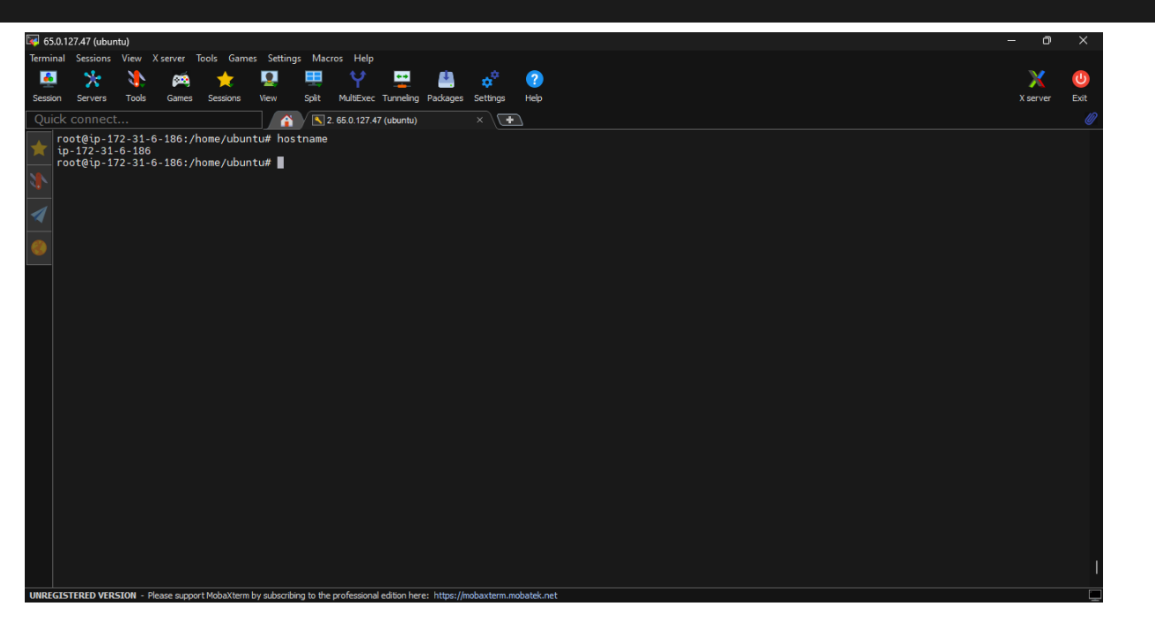 65.0.127.47 (ubuntu)
Terminal Sessions View X server Tools Games Settings Macros Help
Session Servers Tools Games Sessions View Split MultiExec Tunneling Packages Settings Help X server Exit
Quick connect... 2. 65.0.127.47 (ubuntu)
root@ip-172-31-6-186:/home/ubuntu# hostname
ip-172-31-6-186
root@ip-172-31-6-186:/home/ubuntu#
UNREGISTERED VERSION - Please support MobaXterm by subscribing to the professional edition here: https://mobaxterm.mobatek.net